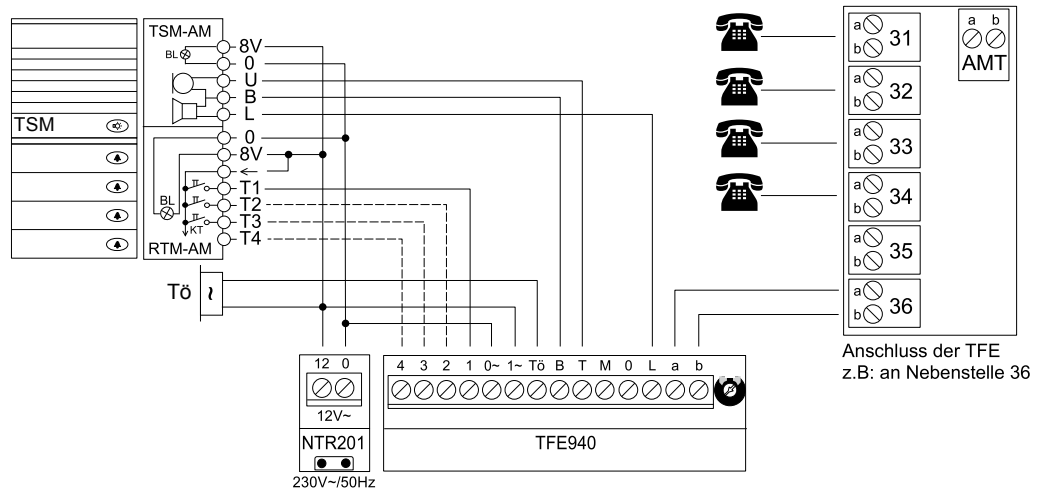 TSM-AM
BL
8V
0
U
B
L
TSM
0
8V
←
T1
T2
T3
T4
BL
KT
RTM-AM
Tö
~
12 0
12V~
NTR201
230V~/50Hz
4 3 2 1 0~ 1~ Tö B T M 0 L a b
TFE940
a
b
31
a
b
32
a
b
33
a
b
34
a
b
35
a
b
36
a b
AMT
Anschluss der TFE
z.B: an Nebenstelle 36